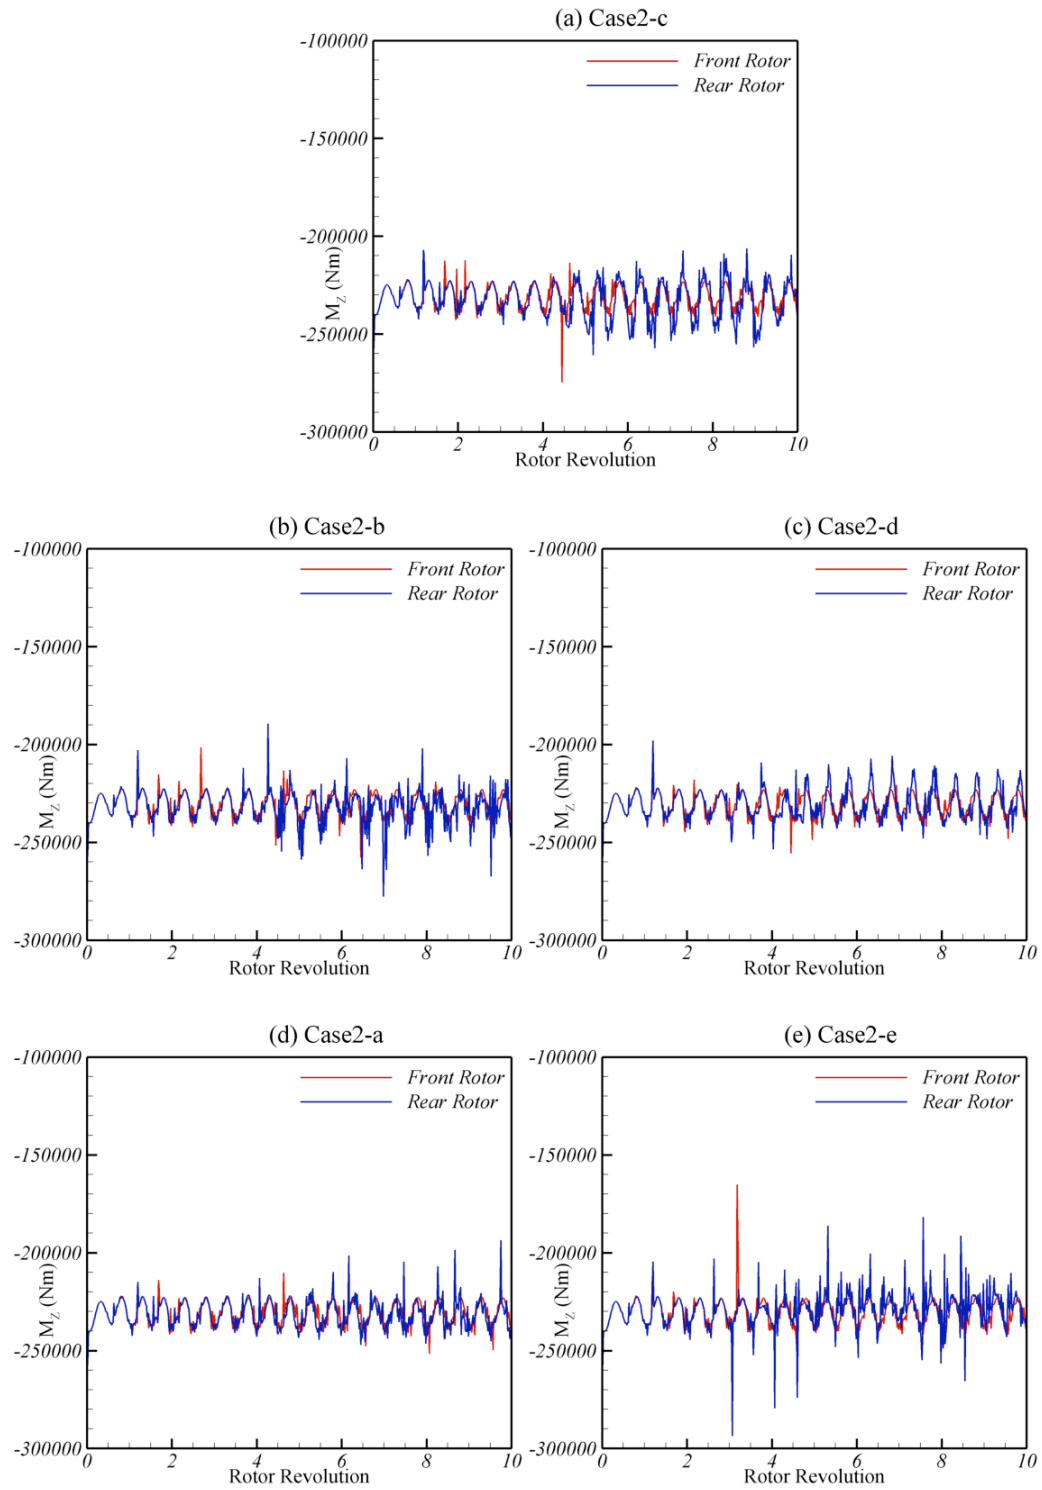 (a) Case2-c
-100000
Front Rotor
Rear Rotor
-150000
-200000
M_Z (Nm)
-250000
-300000
0 2 4 6 8 10
Rotor Revolution
(b) Case2-b
-100000
Front Rotor
Rear Rotor
-150000
-200000
M_Z (Nm)
-250000
-300000
0 2 4 6 8 10
Rotor Revolution
(c) Case2-d
-100000
Front Rotor
Rear Rotor
-150000
-200000
M_Z (Nm)
-250000
-300000
0 2 4 6 8 10
Rotor Revolution
(d) Case2-a
-100000
Front Rotor
Rear Rotor
-150000
-200000
M_Z (Nm)
-250000
-300000
0 2 4 6 8 10
Rotor Revolution
(e) Case2-e
-100000
Front Rotor
Rear Rotor
-150000
-200000
M_Z (Nm)
-250000
-300000
0 2 4 6 8 10
Rotor Revolution